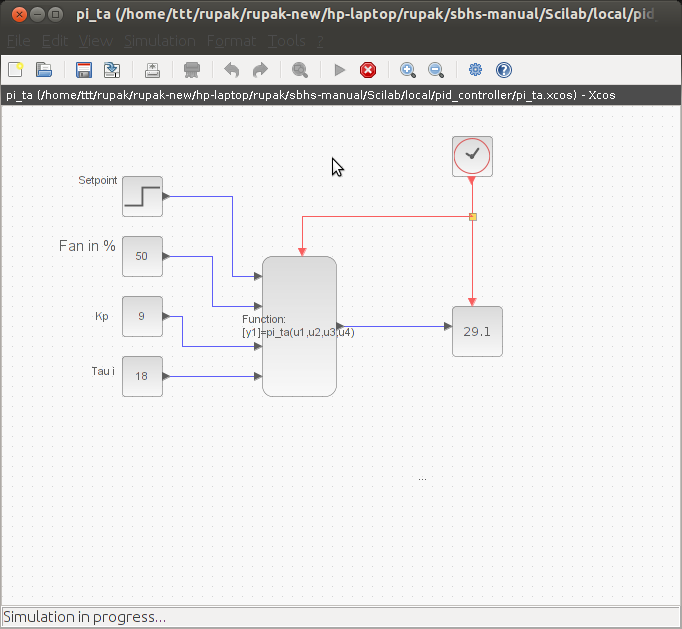 pi_ta (/home/ttt/rupak/rupak-new/hp-laptop/rupak/sbhs-manual/Scilab/local/pid_
File Edit View Simulation Format Tools ?
pi_ta (/home/ttt/rupak/rupak-new/hp-laptop/rupak/sbhs-manual/Scilab/local/pid_controller/pi_ta.xcos) - Xcos
Setpoint
Fan in %
50
Kp
9
Tau i
18
Function:
[y1]=pi_ta(u1,u2,u3,u4)
29.1
...
Simulation in progress...